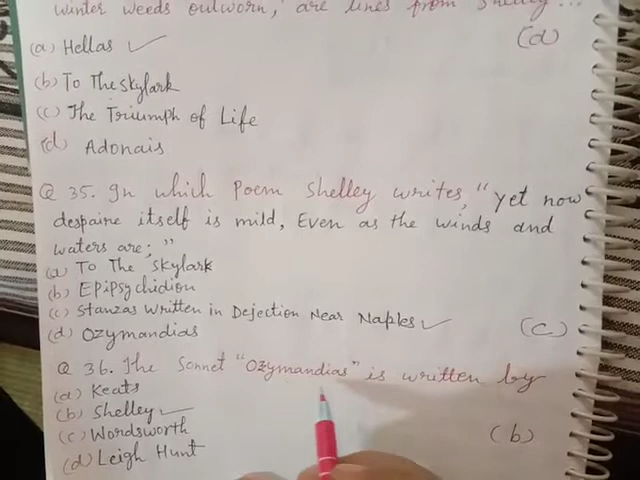 winter weeds outworn,' are lines from Shelley...
(a) Hellas ✓
(a)
(b) To The Skylark
(c) The Triumph of Life
(d) Adonais
Q 35. In which Poem Shelley writes, "Yet now
despaire itself is mild, Even as the winds and
waters are; "
(a) To The Skylark
(b) Epipsychidion
(c) Stanzas Written in Dejection Near Naples ✓
(c)
(d) Ozymandias
Q 36. The Sonnet "Ozymandias" is written by
(a) Keats
(b) Shelley ✓
(c) Wordsworth
(b)
(d) Leigh Hunt